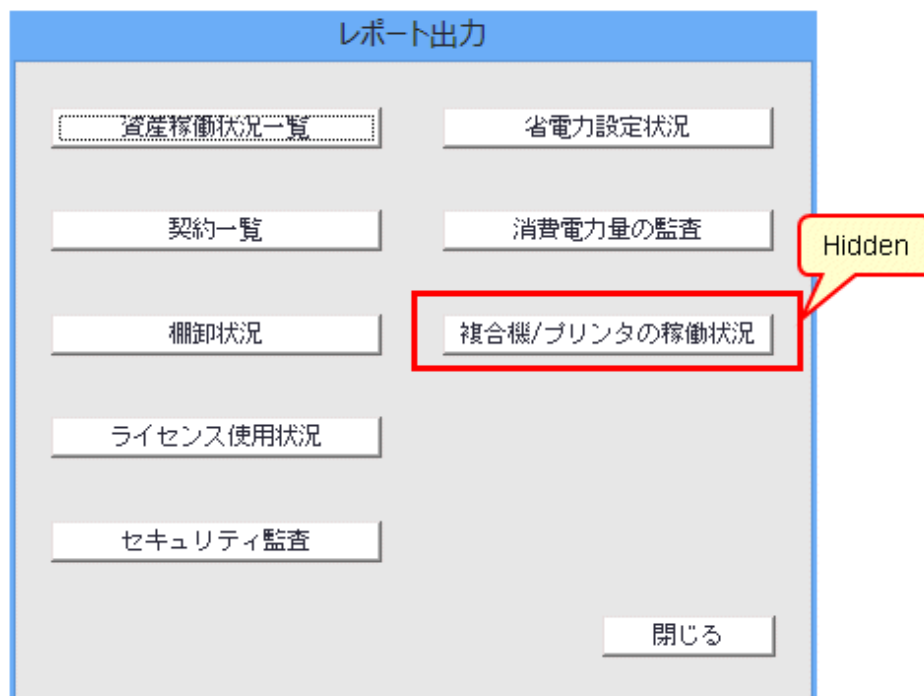 レポート出力
資産稼働状況一覧
省電力設定状況
契約一覧
消費電力量の監査
Hidden
棚卸状況
複合機/プリンタの稼働状況
ライセンス使用状況
セキュリティ監査
閉じる